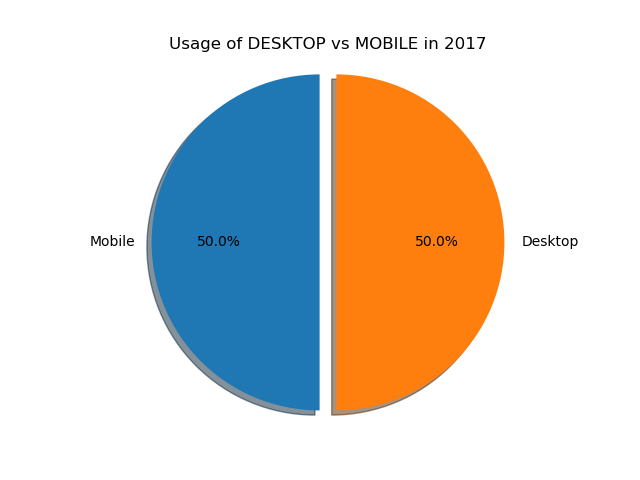 Usage of DESKTOP vs MOBILE in 2017
Mobile
50.0%
50.0%
Desktop